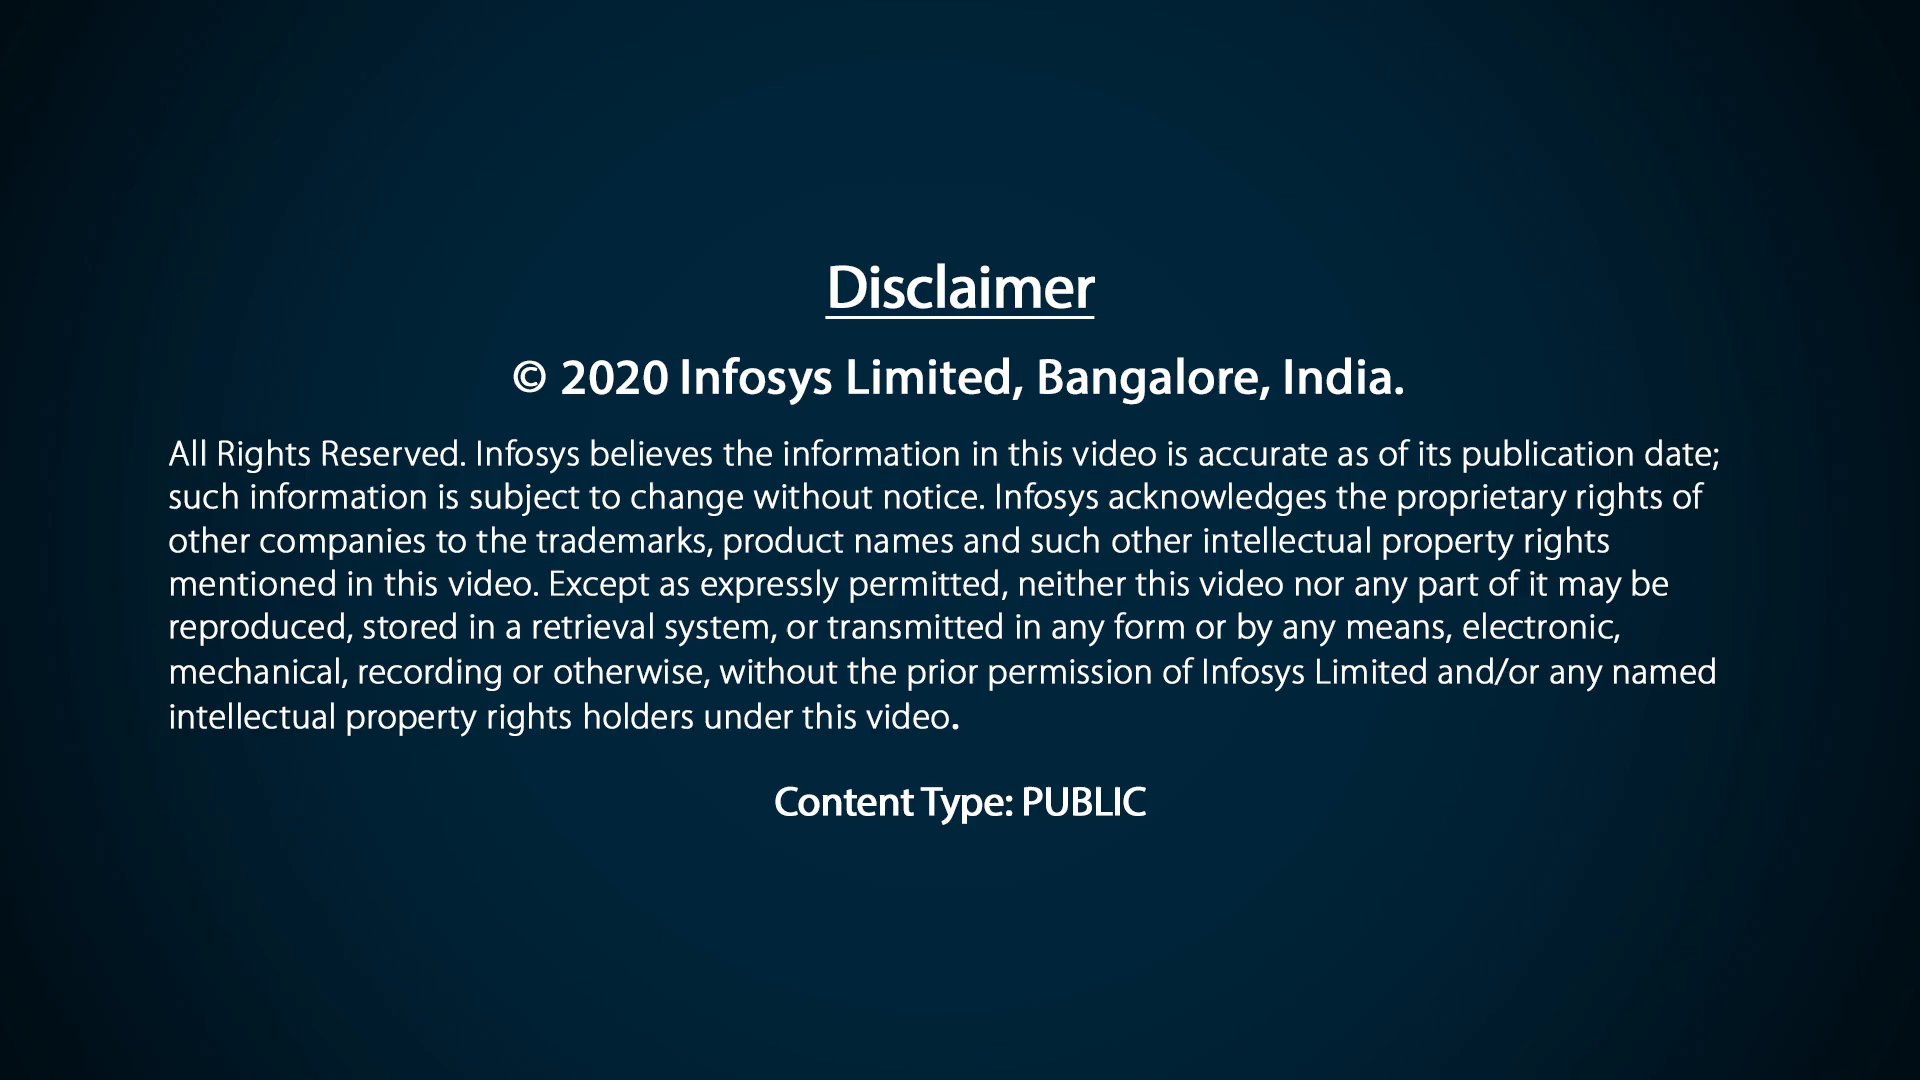 Disclaimer
© 2020 Infosys Limited, Bangalore, India.
All Rights Reserved. Infosys believes the information in this video is accurate as of its publication date;
such information is subject to change without notice. Infosys acknowledges the proprietary rights of
other companies to the trademarks, product names and such other intellectual property rights
mentioned in this video. Except as expressly permitted, neither this video nor any part of it may be
reproduced, stored in a retrieval system, or transmitted in any form or by any means, electronic,
mechanical, recording or otherwise, without the prior permission of Infosys Limited and/or any named
intellectual property rights holders under this video.
Content Type: PUBLIC